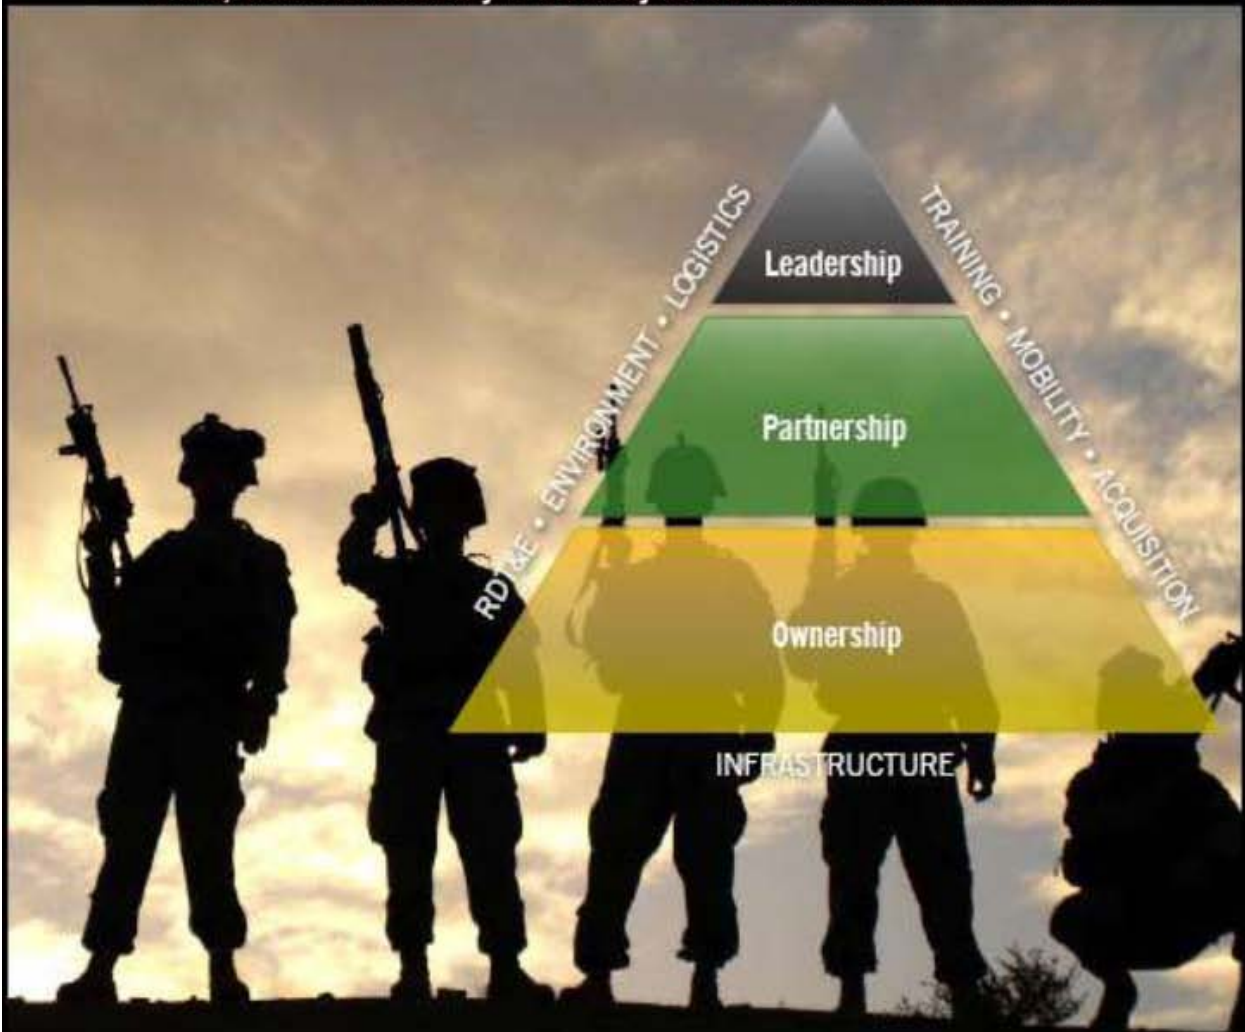 Leadership
Partnership
Ownership
RDT&E • ENVIRONMENT • LOGISTICS
TRAINING • MOBILITY • ACQUISITION
INFRASTRUCTURE